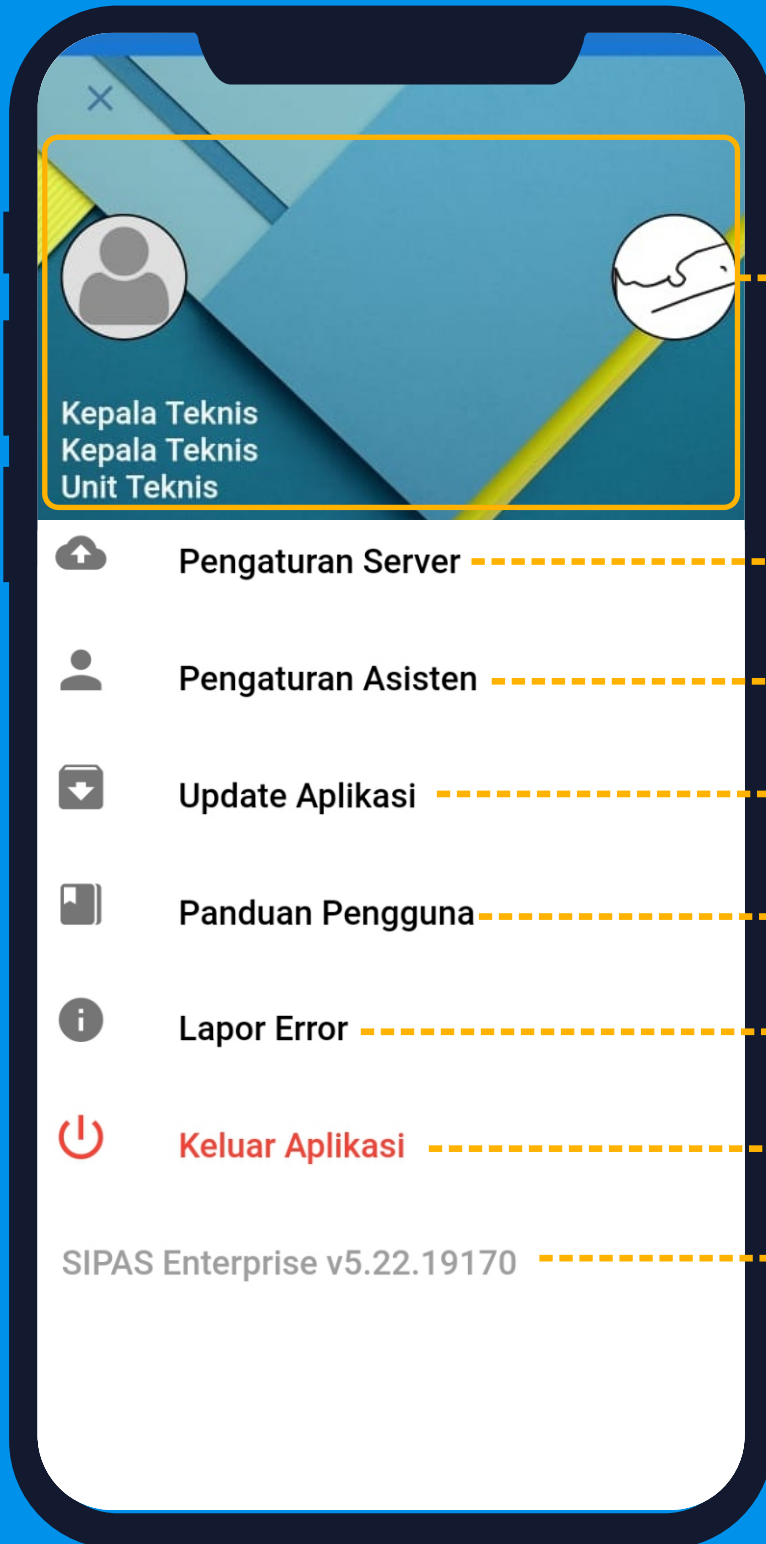 Kepala Teknis
Kepala Teknis
Unit Teknis
Pengaturan Server
Pengaturan Asisten
Update Aplikasi
Panduan Pengguna
Lapor Error
Keluar Aplikasi
SIPAS Enterprise v5.22.19170